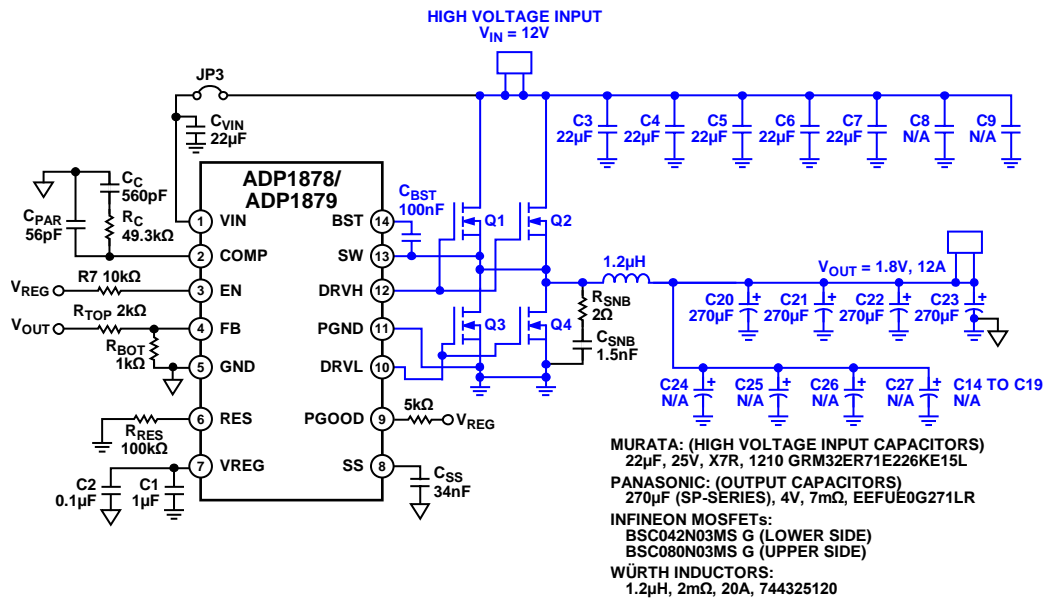 HIGH VOLTAGE INPUT
VIN = 12V
JP3
CVIN
22µF
C3
22µF
C4
22µF
C5
22µF
C6
22µF
C7
22µF
C8
N/A
C9
N/A
ADP1878/
ADP1879
CC
560pF
CPAR
56pF
RC
49.3kΩ
CBST
100nF
1 VIN
2 COMP
3 EN
4 FB
5 GND
6 RES
7 VREG
BST 14
SW 13
DRVH 12
PGND 11
DRVL 10
PGOOD 9
SS 8
Q1
Q2
Q3
Q4
VREG
R7 10kΩ
VOUT
RTOP 2kΩ
RBOT
1kΩ
RRES
100kΩ
C2
0.1µF
C1
1µF
5kΩ
VREG
CSS
34nF
1.2µH
RSNB
2Ω
CSNB
1.5nF
VOUT = 1.8V, 12A
C20
270µF
+
C21
270µF
+
C22
270µF
+
C23
270µF
+
C24
N/A
+
C25
N/A
+
C26
N/A
+
C27
N/A
+
C14 TO C19
N/A
+
MURATA: (HIGH VOLTAGE INPUT CAPACITORS)
22µF, 25V, X7R, 1210 GRM32ER71E226KE15L
PANASONIC: (OUTPUT CAPACITORS)
270µF (SP-SERIES), 4V, 7mΩ, EEFUE0G271LR
INFINEON MOSFETs:
BSC042N03MS G (LOWER SIDE)
BSC080N03MS G (UPPER SIDE)
WÜRTH INDUCTORS:
1.2µH, 2mΩ, 20A, 744325120